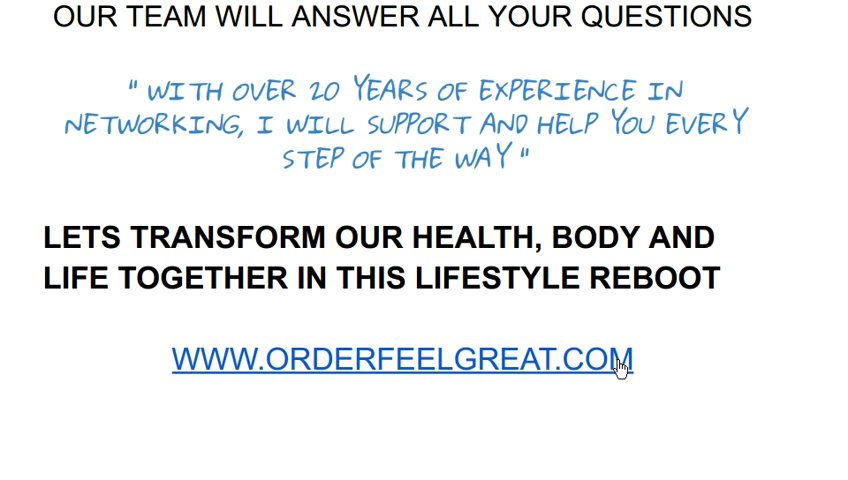 OUR TEAM WILL ANSWER ALL YOUR QUESTIONS
" WITH OVER 20 YEARS OF EXPERIENCE IN
NETWORKING, I WILL SUPPORT AND HELP YOU EVERY
STEP OF THE WAY "
LETS TRANSFORM OUR HEALTH, BODY AND
LIFE TOGETHER IN THIS LIFESTYLE REBOOT
WWW.ORDERFEELGREAT.COM